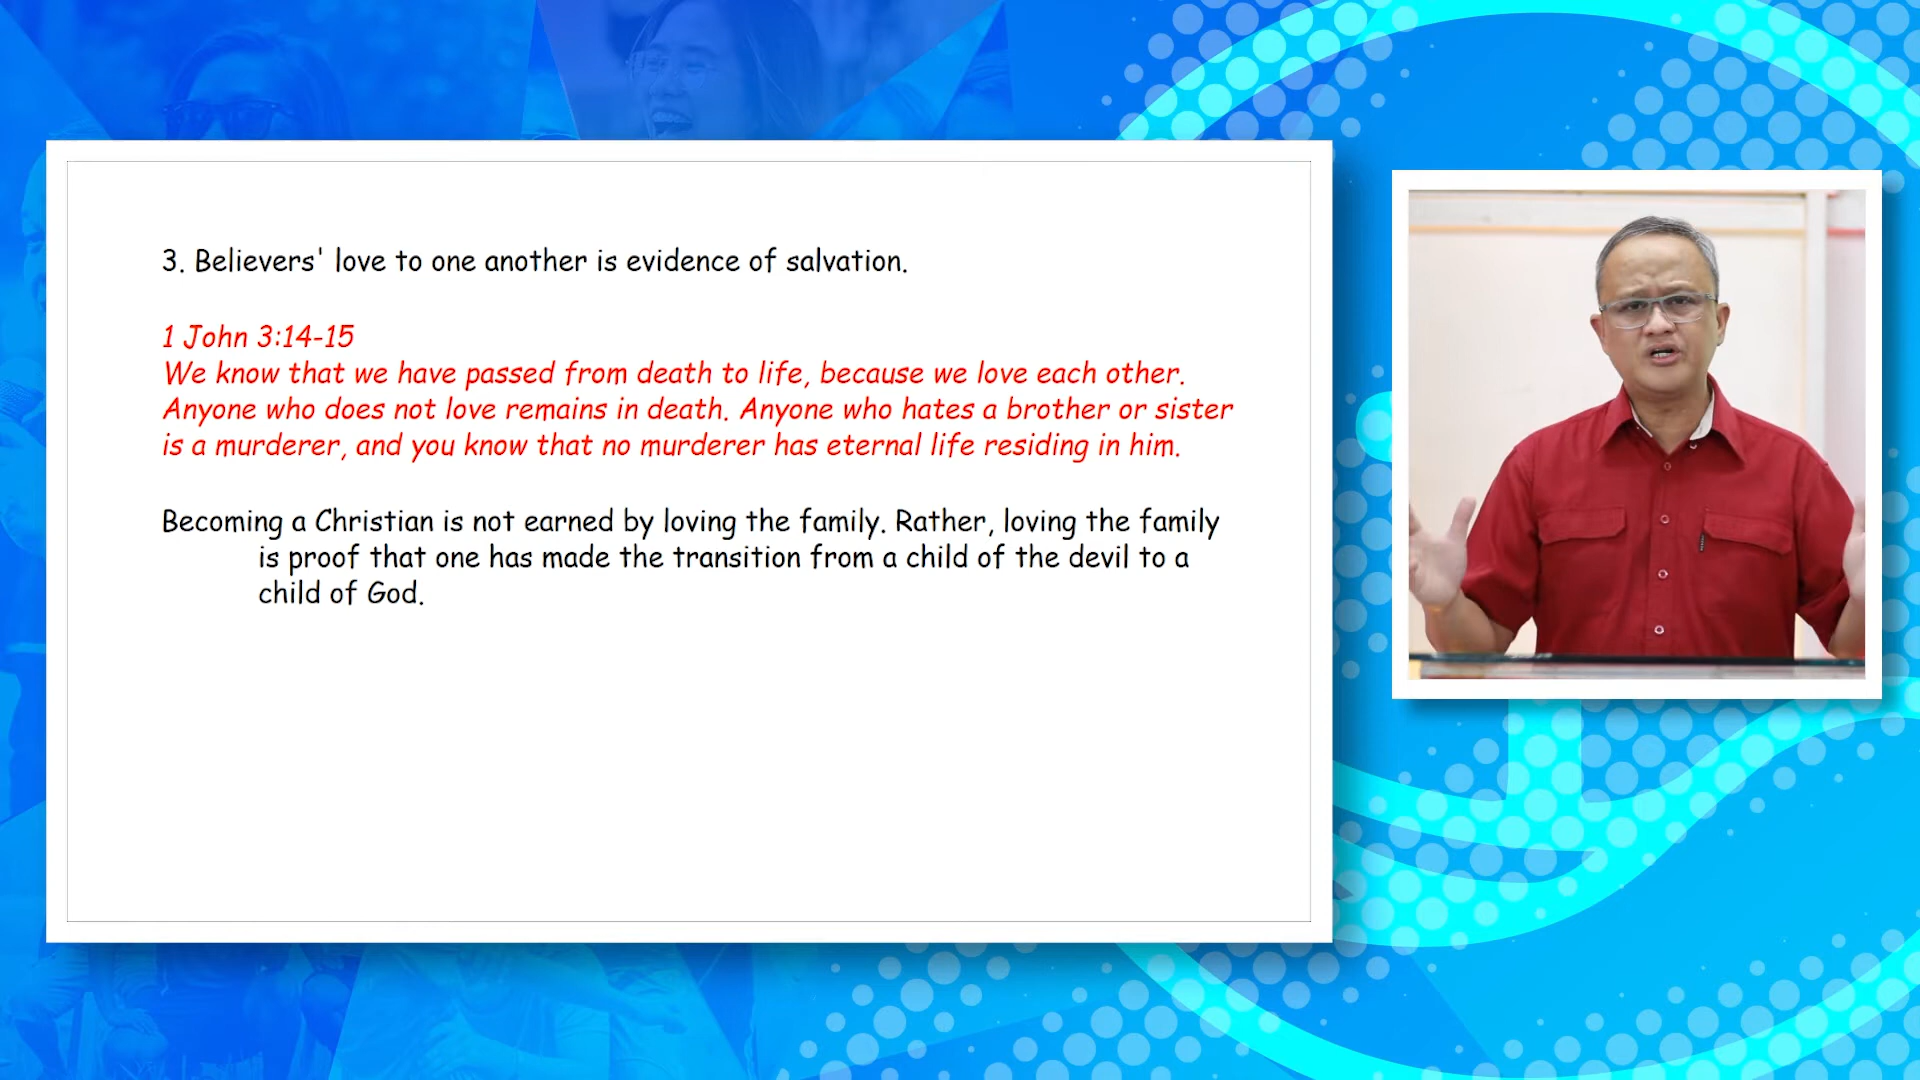 3. Believers' love to one another is evidence of salvation.
1 John 3:14-15
We know that we have passed from death to life, because we love each other.
Anyone who does not love remains in death. Anyone who hates a brother or sister
is a murderer, and you know that no murderer has eternal life residing in him.
Becoming a Christian is not earned by loving the family. Rather, loving the family
is proof that one has made the transition from a child of the devil to a
child of God.